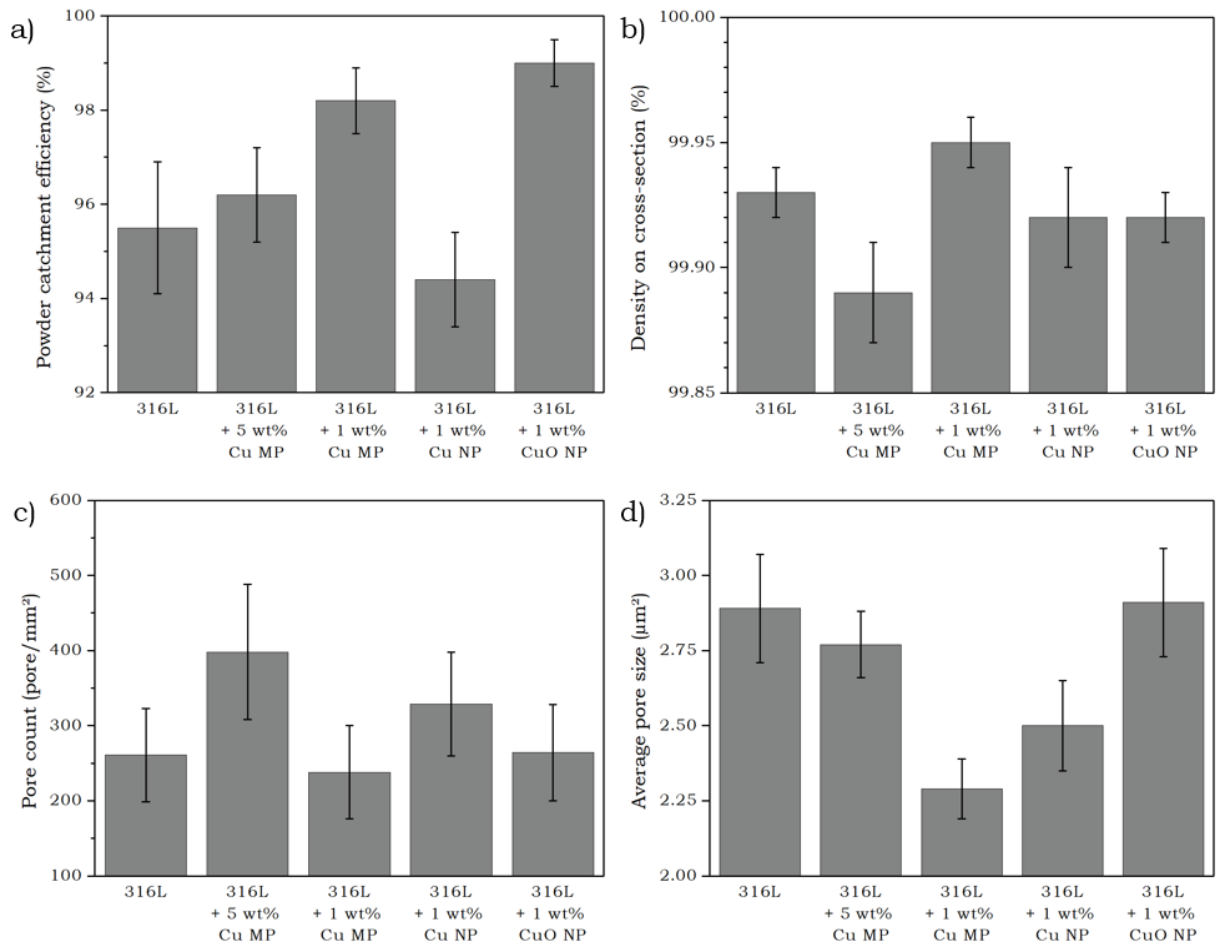 a)
Powder catchment efficiency (%)
100
98
96
94
92
316L
316L + 5 wt% Cu MP
316L + 1 wt% Cu MP
316L + 1 wt% Cu NP
316L + 1 wt% CuO NP
b)
Density on cross-section (%)
100.00
99.95
99.90
99.85
316L
316L + 5 wt% Cu MP
316L + 1 wt% Cu MP
316L + 1 wt% Cu NP
316L + 1 wt% CuO NP
c)
Pore count (pore/mm²)
600
500
400
300
200
100
316L
316L + 5 wt% Cu MP
316L + 1 wt% Cu MP
316L + 1 wt% Cu NP
316L + 1 wt% CuO NP
d)
Average pore size (µm²)
3.25
3.00
2.75
2.50
2.25
2.00
316L
316L + 5 wt% Cu MP
316L + 1 wt% Cu MP
316L + 1 wt% Cu NP
316L + 1 wt% CuO NP